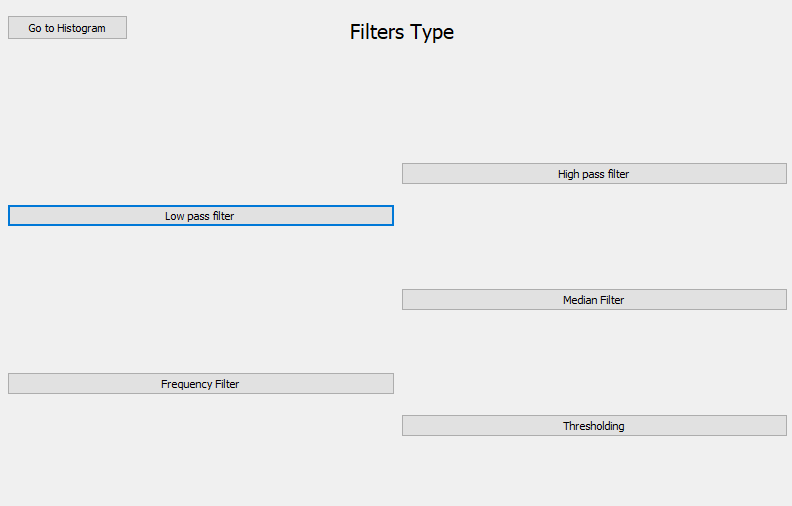 Go to Histogram
Filters Type
High pass filter
Low pass filter
Median Filter
Frequency Filter
Thresholding